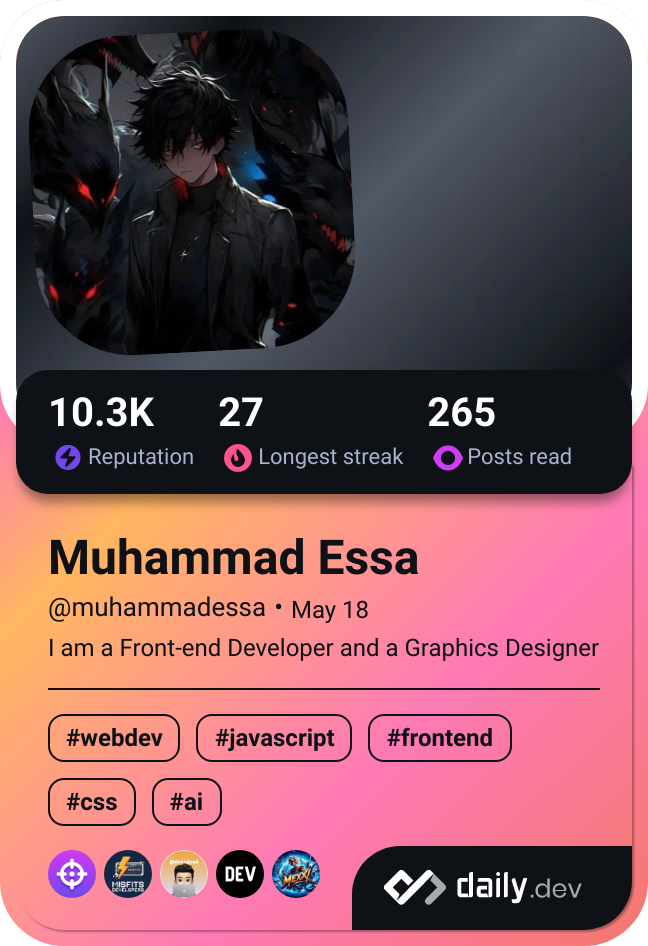 10.3K 27 265
Reputation Longest streak Posts read
Muhammad Essa
@muhammadessa • May 18
I am a Front-end Developer and a Graphics Designer
#webdev #javascript #frontend
#css #ai
MISFITS
DEVELOPERS
DEV
daily.dev